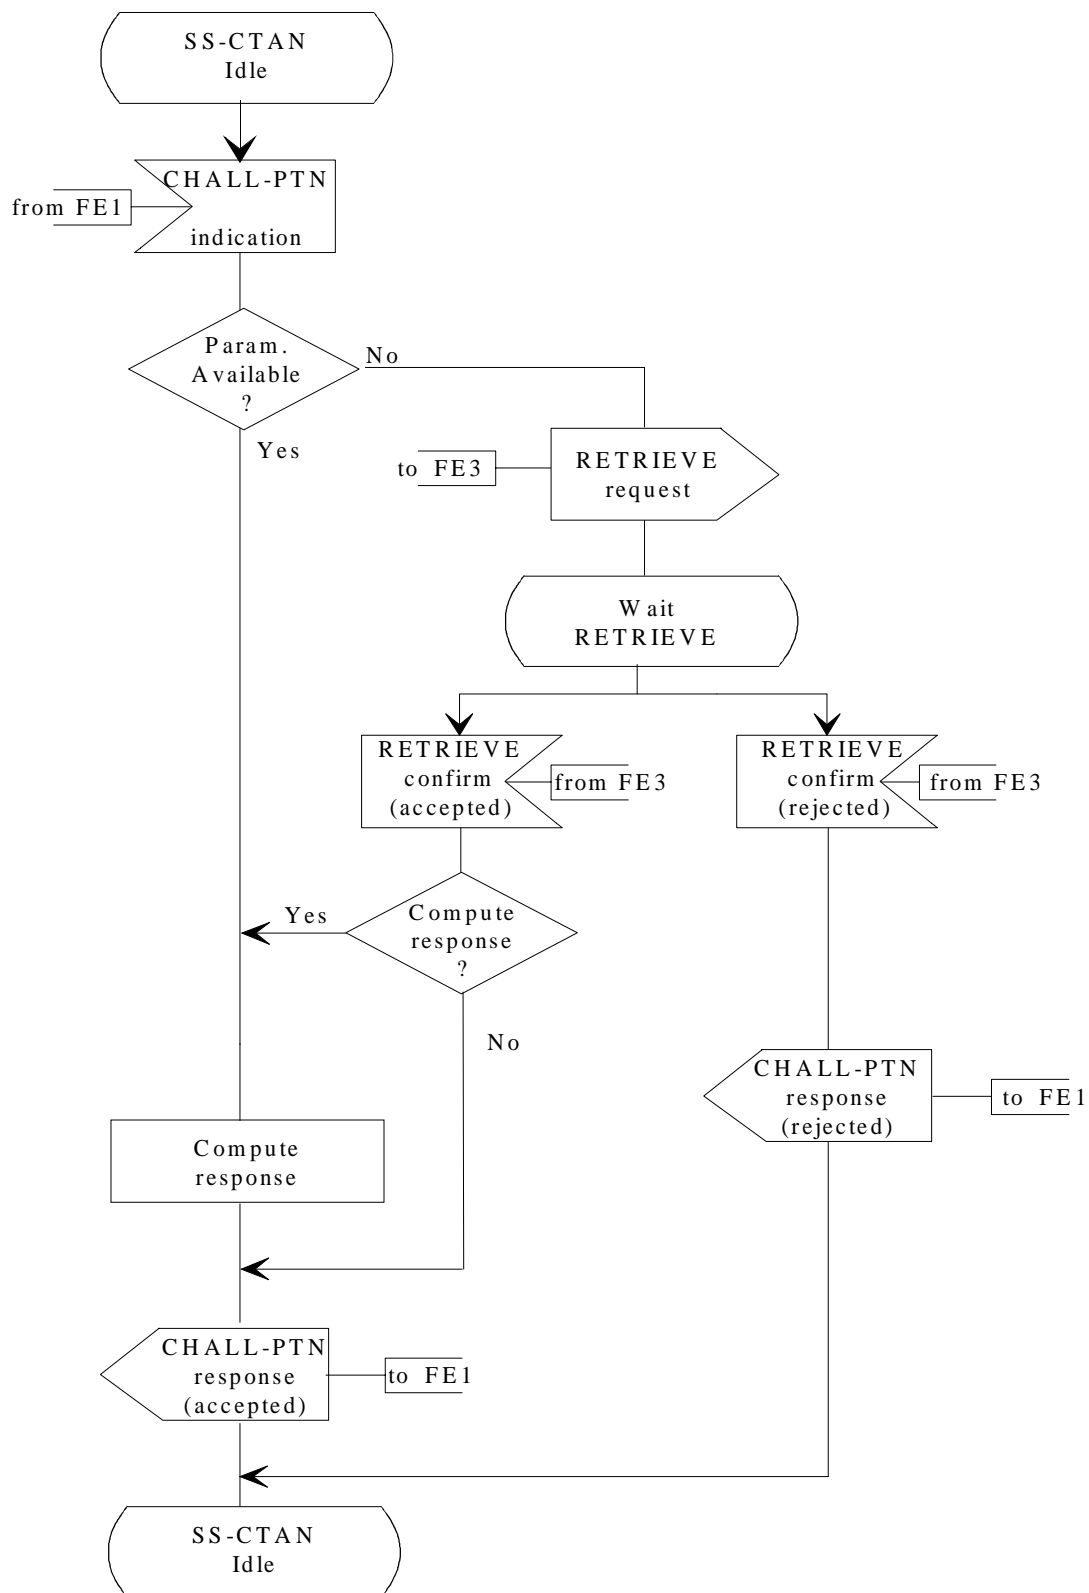 SS-CTAN
Idle
CHALL-PTN
from FE1
indication
Param.
Available
?
No
Yes
to FE3
RETRIEVE
request
Wait
RETRIEVE
RETRIEVE
confirm
(accepted)
from FE3
RETRIEVE
confirm
(rejected)
from FE3
Yes
Compute
response
?
No
CHALL-PTN
response
(rejected)
to FE1
Compute
response
CHALL-PTN
response
(accepted)
to FE1
SS-CTAN
Idle